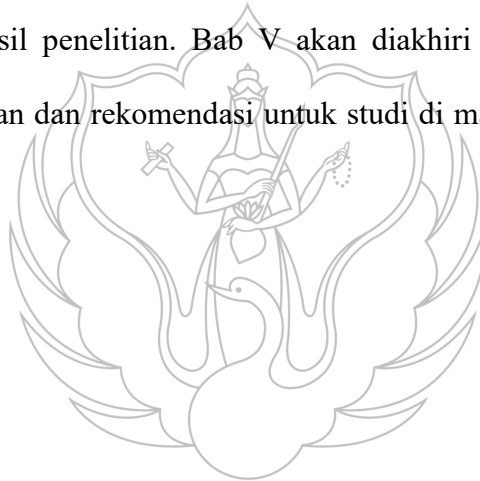 sil penelitian. Bab V akan diakhiri
an dan rekomendasi untuk studi di ma